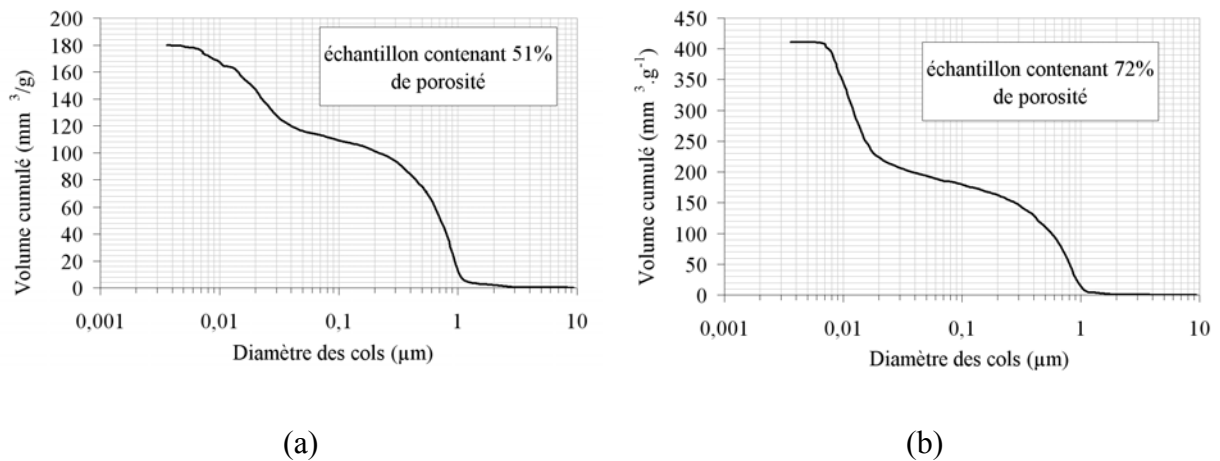 200
180
160
140
120
100
80
60
40
20
0
Volume cumulé (mm ³/g)
échantillon contenant 51%
de porosité
0,001 0,01 0,1 1 10
Diamètre des cols (µm)
(a)
450
400
350
300
250
200
150
100
50
0
Volume cumulé (mm ³.g⁻¹)
échantillon contenant 72%
de porosité
0,001 0,01 0,1 1 10
Diamètre des cols (µm)
(b)